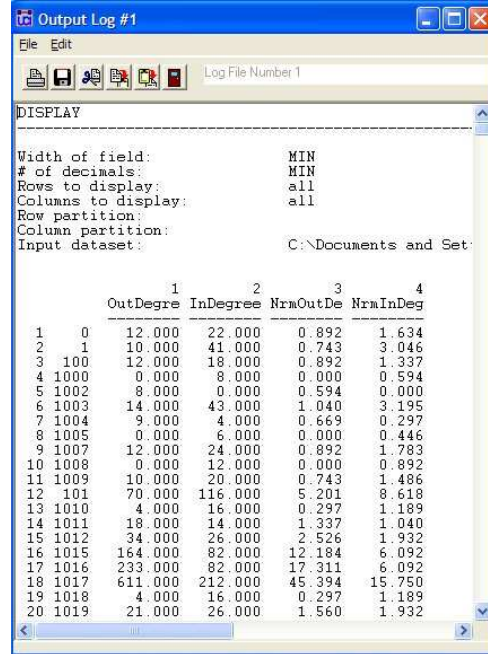 Output Log #1
File Edit
Log File Number 1
DISPLAY
--------------------------------------------------------------------------------
Width of field: MIN
# of decimals: MIN
Rows to display: all
Columns to display: all
Row partition:
Column partition:
Input dataset: C:\Documents and Set
1 2 3 4
OutDegre InDegree NrmOutDe NrmInDeg
-------- -------- -------- --------
1 0 12.000 22.000 0.892 1.634
2 1 10.000 41.000 0.743 3.046
3 100 12.000 18.000 0.892 1.337
4 1000 0.000 8.000 0.000 0.594
5 1002 8.000 0.000 0.594 0.000
6 1003 14.000 43.000 1.040 3.195
7 1004 9.000 4.000 0.669 0.297
8 1005 0.000 6.000 0.000 0.446
9 1007 12.000 24.000 0.892 1.783
10 1008 0.000 12.000 0.000 0.892
11 1009 10.000 20.000 0.743 1.486
12 101 70.000 116.000 5.201 8.618
13 1010 4.000 16.000 0.297 1.189
14 1011 18.000 14.000 1.337 1.040
15 1012 34.000 26.000 2.526 1.932
16 1015 164.000 82.000 12.184 6.092
17 1016 233.000 82.000 17.311 6.092
18 1017 611.000 212.000 45.394 15.750
19 1018 4.000 16.000 0.297 1.189
20 1019 21.000 26.000 1.560 1.932